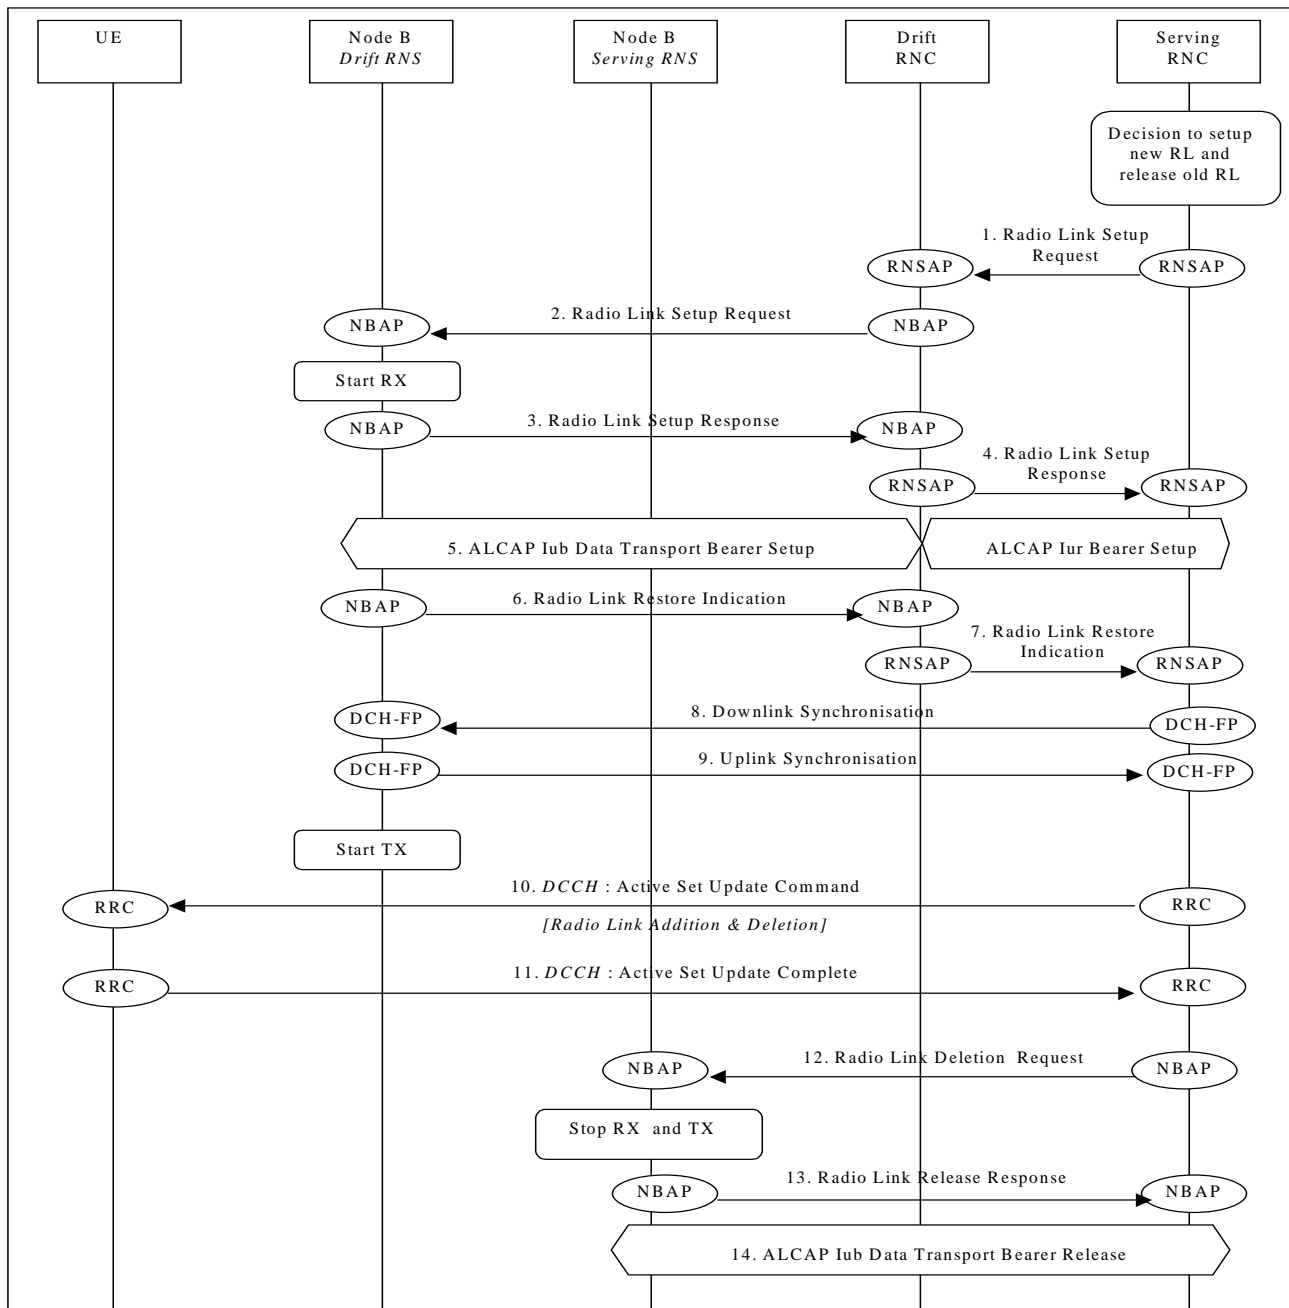 UE
Node B
Drift RNS
Node B
Serving RNS
Drift
RNC
Serving
RNC
Decision to setup
new RL and
release old RL
1. Radio Link Setup
Request
RNSAP
RNSAP
2. Radio Link Setup Request
NBAP
NBAP
Start RX
3. Radio Link Setup Response
NBAP
NBAP
4. Radio Link Setup
Response
RNSAP
RNSAP
5. ALCAP Iub Data Transport Bearer Setup
ALCAP Iur Bearer Setup
6. Radio Link Restore Indication
NBAP
NBAP
7. Radio Link Restore
Indication
RNSAP
RNSAP
8. Downlink Synchronisation
DCH-FP
DCH-FP
9. Uplink Synchronisation
DCH-FP
DCH-FP
Start TX
10. DCCH : Active Set Update Command
RRC
RRC
[Radio Link Addition & Deletion]
11. DCCH : Active Set Update Complete
RRC
RRC
12. Radio Link Deletion Request
NBAP
NBAP
Stop RX and TX
13. Radio Link Release Response
NBAP
NBAP
14. ALCAP Iub Data Transport Bearer Release